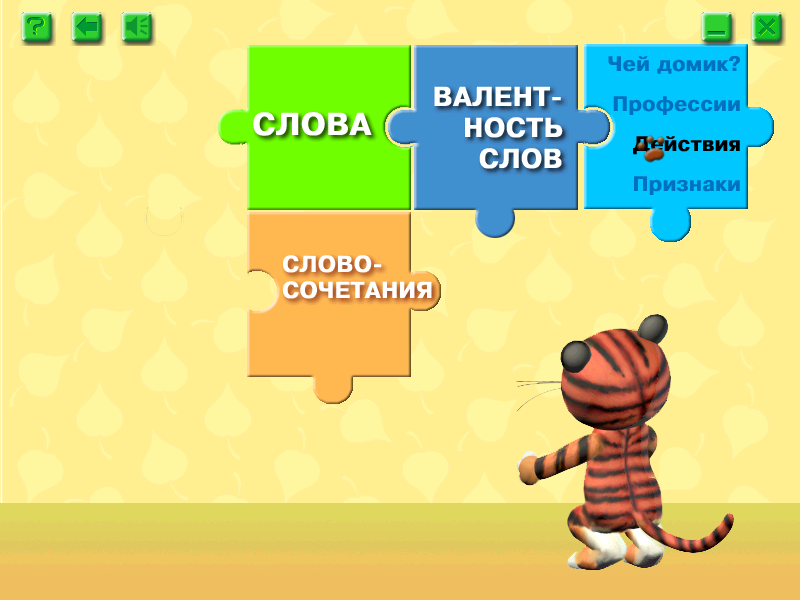 ?
СЛОВА
ВАЛЕНТ-
НОСТЬ
СЛОВ
Чей домик?
Профессии
Действия
Признаки
СЛОВО-
СОЧЕТАНИЯ